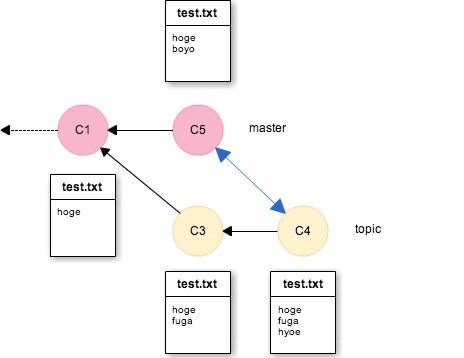 test.txt
hoge
boyo
C1
C5
master
test.txt
hoge
C3
C4
topic
test.txt
hoge
fuga
test.txt
hoge
fuga
hyoe